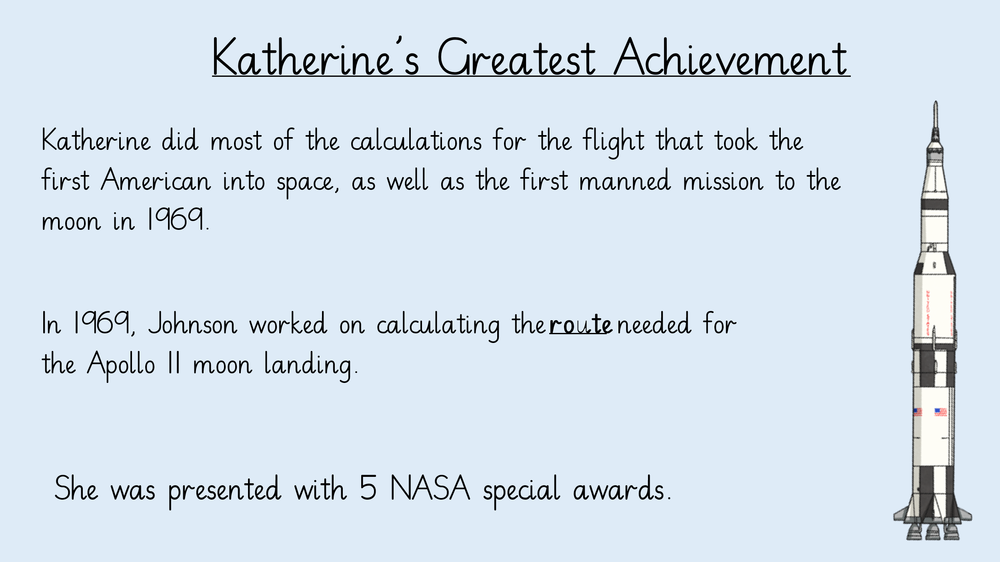 Katherine’s Greatest Achievement
Katherine did most of the calculations for the flight that took the
first American into space, as well as the first manned mission to the
moon in 1969.
In 1969, Johnson worked on calculating the route needed for
the Apollo 11 moon landing.
She was presented with 5 NASA special awards.